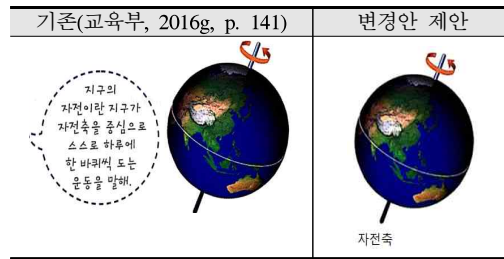 기존(교육부, 2016g, p. 141)
변경안 제안
지구의
자전이란 지구가
자전축을 중심으로
스스로 하루에
한 바퀴씩 도는
운동을 말해.
자전축